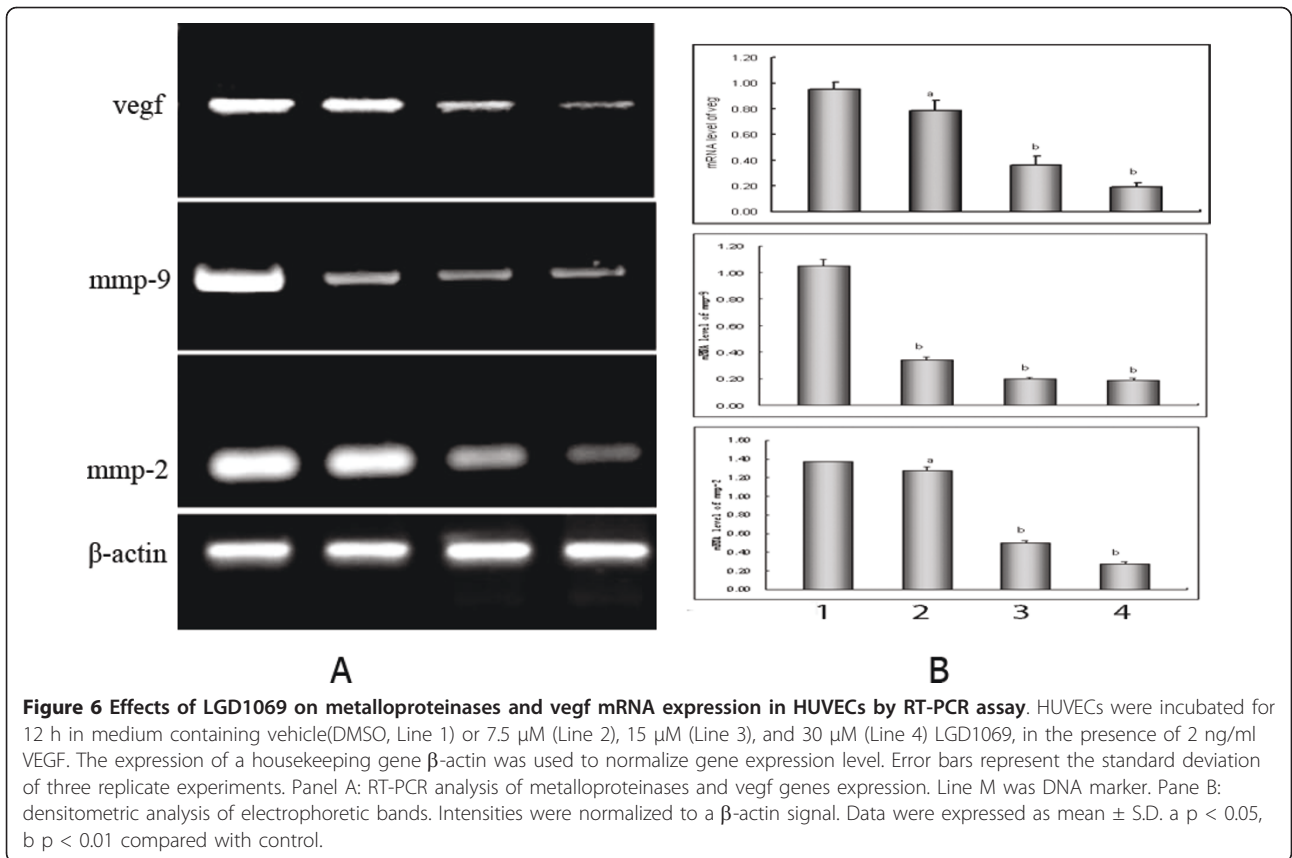 vegf
mmp-9
mmp-2
β-actin
A
mRNA level of veg
1.20
1.00
0.80
0.60
0.40
0.20
0.00
a
b
b
level of mmp-9
1.20
1.00
0.80
0.60
0.40
0.20
0.00
b
b
b
level of mmp-2
1.60
1.40
1.20
1.00
0.80
0.60
0.40
0.20
0.00
a
b
b
1 2 3 4
B
Figure 6 Effects of LGD1069 on metalloproteinases and vegf mRNA expression in HUVECs by RT-PCR assay. HUVECs were incubated for
12 h in medium containing vehicle(DMSO, Line 1) or 7.5 μM (Line 2), 15 μM (Line 3), and 30 μM (Line 4) LGD1069, in the presence of 2 ng/ml
VEGF. The expression of a housekeeping gene β-actin was used to normalize gene expression level. Error bars represent the standard deviation
of three replicate experiments. Panel A: RT-PCR analysis of metalloproteinases and vegf genes expression. Line M was DNA marker. Pane B:
densitometric analysis of electrophoretic bands. Intensities were normalized to a β-actin signal. Data were expressed as mean ± S.D. a p < 0.05,
b p < 0.01 compared with control.